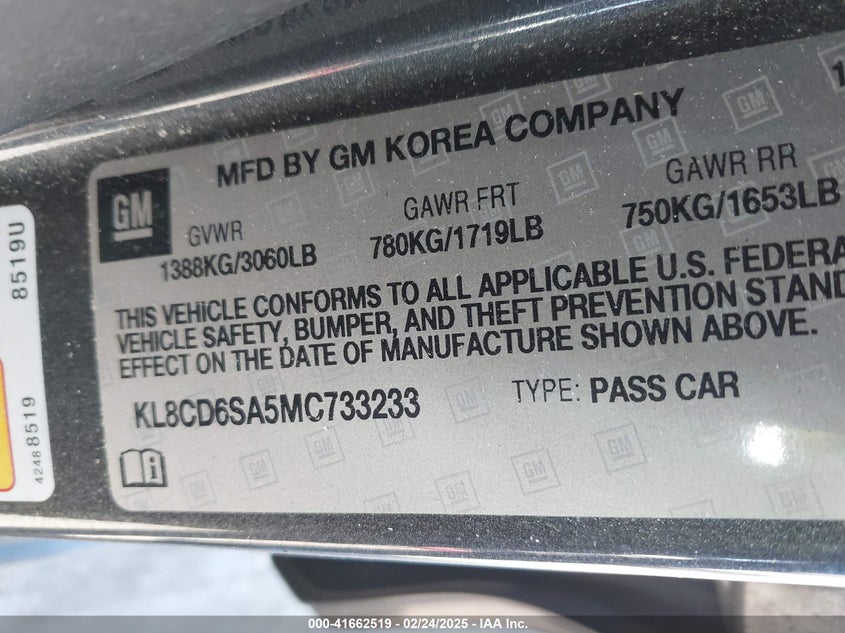 1
MFD BY GM KOREA COMPANY
GM
GVWR GAWR FRT GAWR RR
1388KG/3060LB 780KG/1719LB 750KG/1653LB
THIS VEHICLE CONFORMS TO ALL APPLICABLE U.S. FEDERA
VEHICLE SAFETY, BUMPER, AND THEFT PREVENTION STAND
EFFECT ON THE DATE OF MANUFACTURE SHOWN ABOVE.
KL8CD6SA5MC733233 TYPE: PASS CAR
8519U
42488519
000-41662519 - 02/24/2025 - IAA Inc.